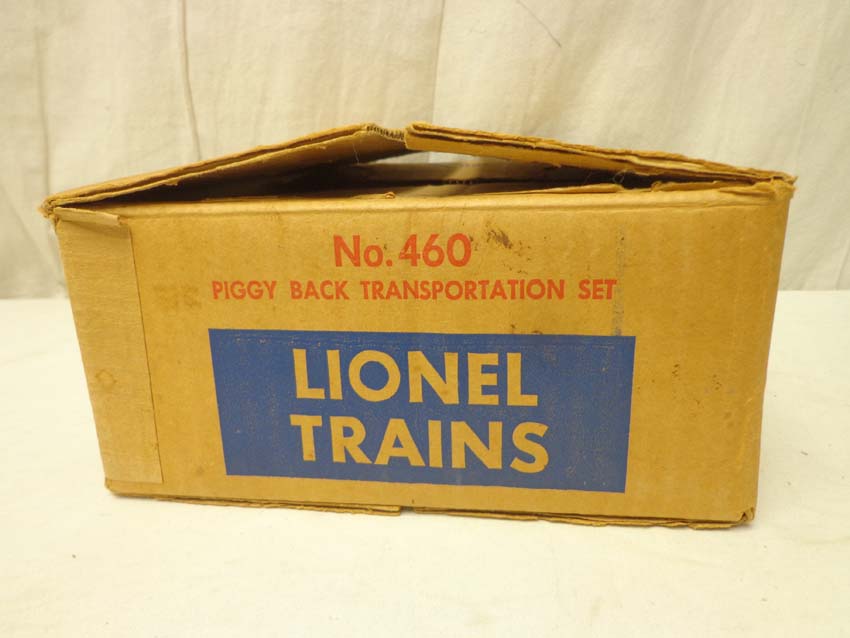 No. 460
PIGGY BACK TRANSPORTATION SET
LIONEL
TRAINS